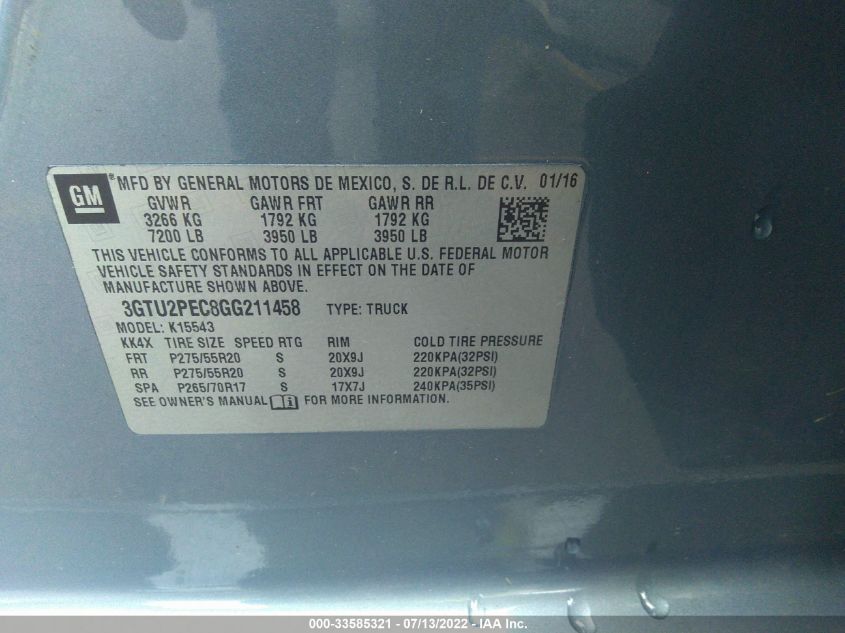 GM ® MFD BY GENERAL MOTORS DE MEXICO, S. DE R.L. DE C.V. 01/16
GVWR GAWR FRT GAWR RR
3266 KG 1792 KG 1792 KG
7200 LB 3950 LB 3950 LB
THIS VEHICLE CONFORMS TO ALL APPLICABLE U.S. FEDERAL MOTOR
VEHICLE SAFETY STANDARDS IN EFFECT ON THE DATE OF
MANUFACTURE SHOWN ABOVE.
3GTU2PEC8GG211458 TYPE: TRUCK
MODEL: K15543
KK4X TIRE SIZE SPEED RTG RIM COLD TIRE PRESSURE
FRT P275/55R20 S 20X9J 220KPA(32PSI)
RR P275/55R20 S 20X9J 220KPA(32PSI)
SPA P265/70R17 S 17X7J 240KPA(35PSI)
SEE OWNER'S MANUAL i FOR MORE INFORMATION.
000-33585321 - 07/13/2022 - IAAI Inc.